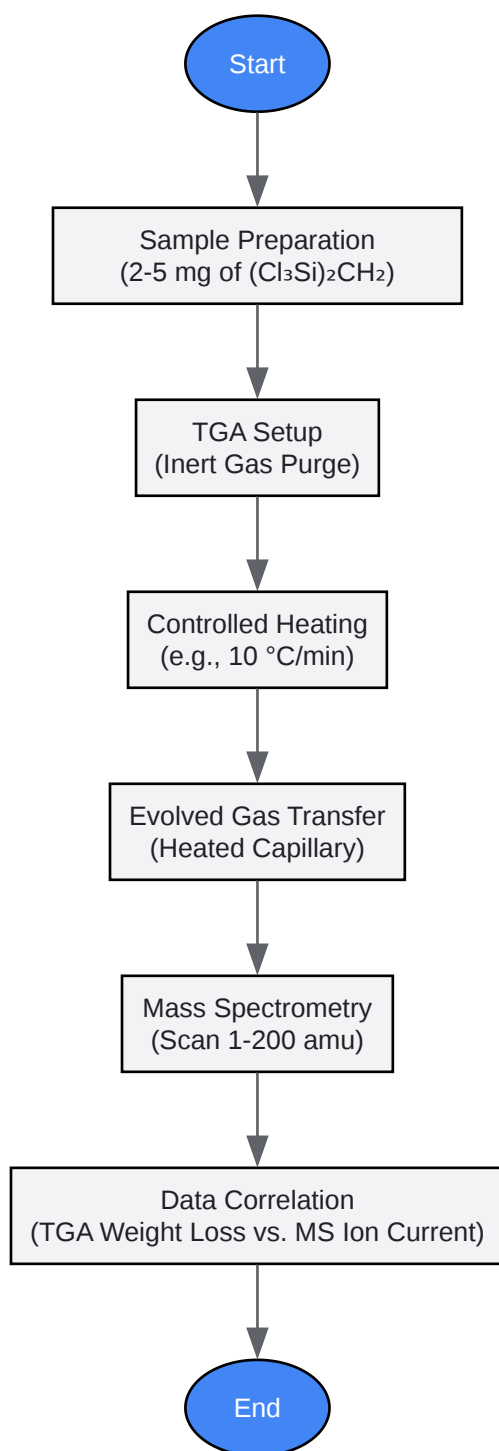 Start
Sample Preparation
(2-5 mg of (Cl₃Si)₂CH₂)
TGA Setup
(Inert Gas Purge)
Controlled Heating
(e.g., 10 °C/min)
Evolved Gas Transfer
(Heated Capillary)
Mass Spectrometry
(Scan 1-200 amu)
Data Correlation
(TGA Weight Loss vs. MS Ion Current)
End